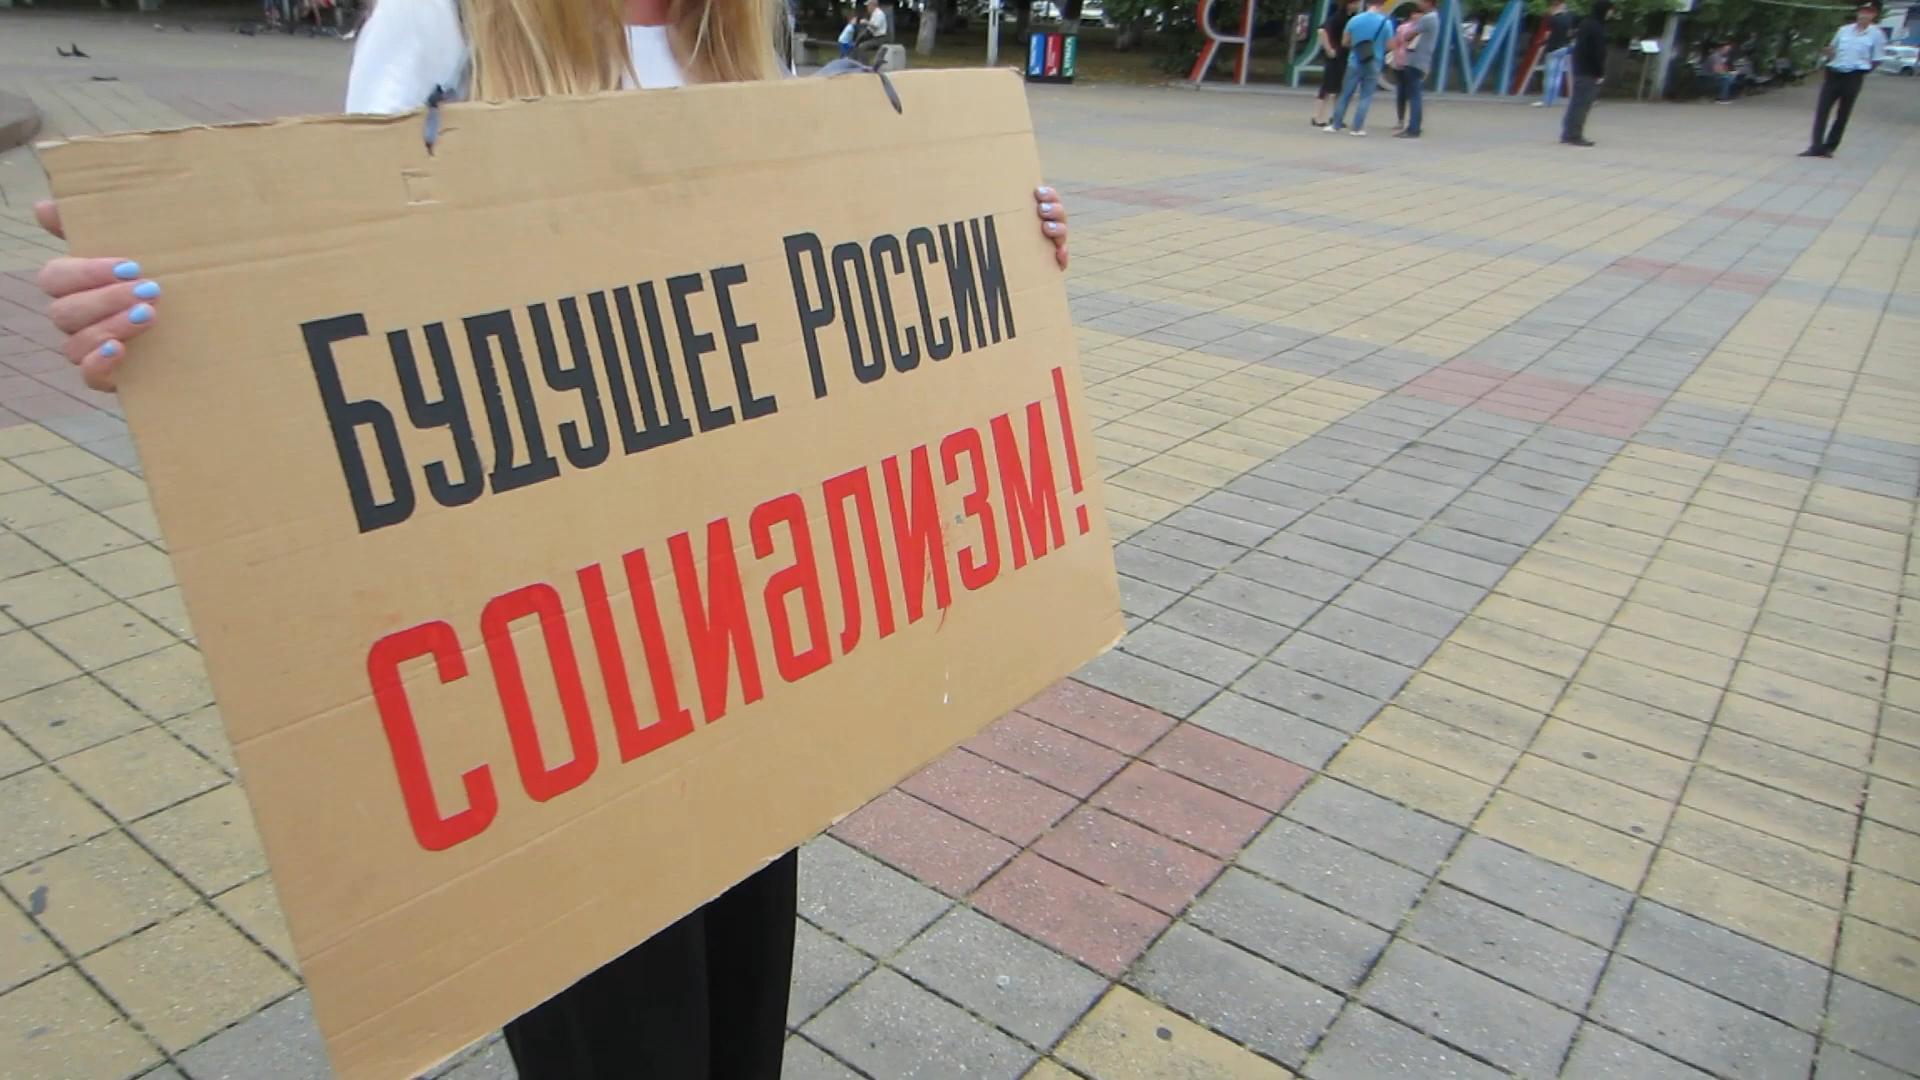 Будущее России
социализм!